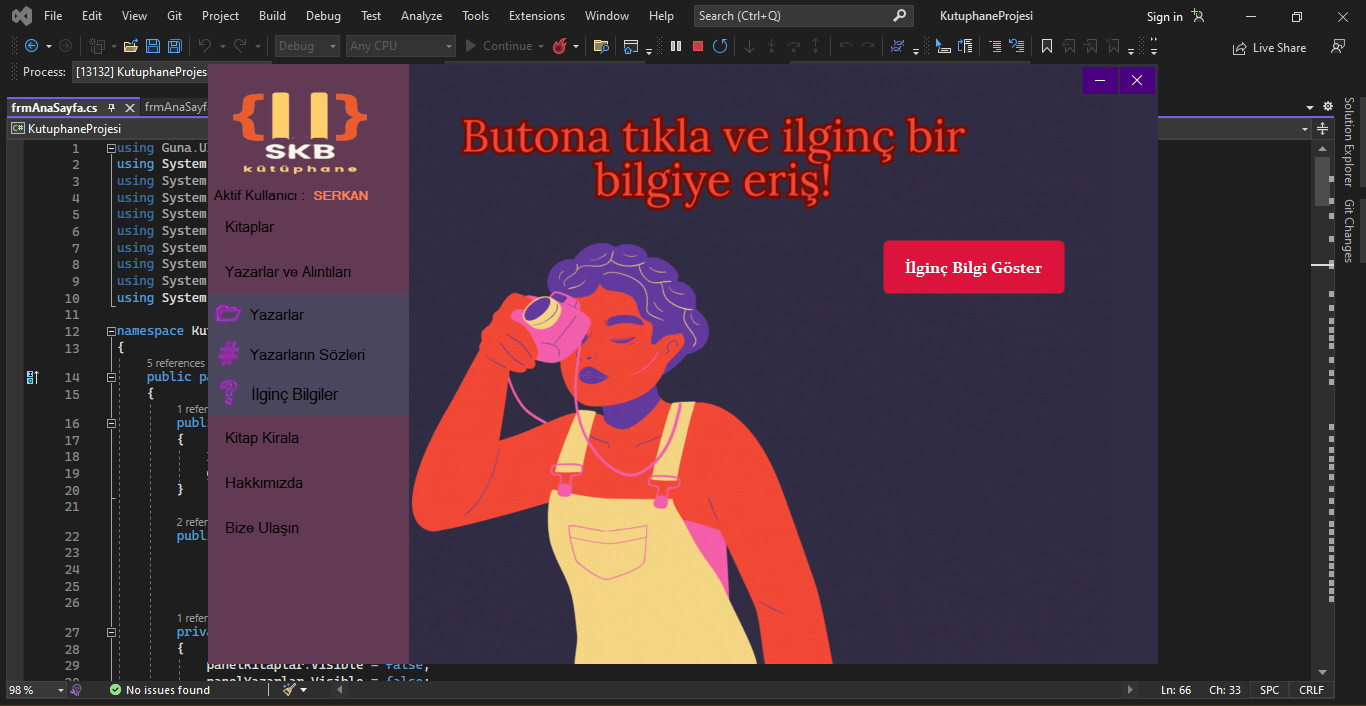 File Edit View Git Project Build Debug Test Analyze Tools Extensions Window Help Search (Ctrl+Q) KutuphaneProjesi Sign in
Debug Any CPU Continue Live Share
Process: [13132] KutuphaneProjes
frmAnaSayfa.cs frmAnaSayf
KutuphaneProjesi
1 using Guna.U
2 using System
3 using System
4 using System
5 using System
6 using System
7 using System
8 using System
9 using System
10 using System
11
12 namespace Ku
13 {
5 references
14 public p
15 {
1 refer
16 publ
17 {
18
19
20 }
21
2 refer
22 publ
23
24
25
26
1 refer
27 priva
28 {
29 panelKitaplar.Visible = false;
panelYazarlar.Visible = false;
SKB
kütüphane
Aktif Kullanıcı : SERKAN
Kitaplar
Yazarlar ve Alıntıları
Yazarlar
# Yazarların Sözleri
? İlginç Bilgiler
Kitap Kirala
Hakkımızda
Bize Ulaşın
Butona tıkla ve ilginç bir
bilgiye eriş!
İlginç Bilgi Göster
Solution Explorer
Git Changes
98 % No issues found Ln: 66 Ch: 33 SPC CRLF